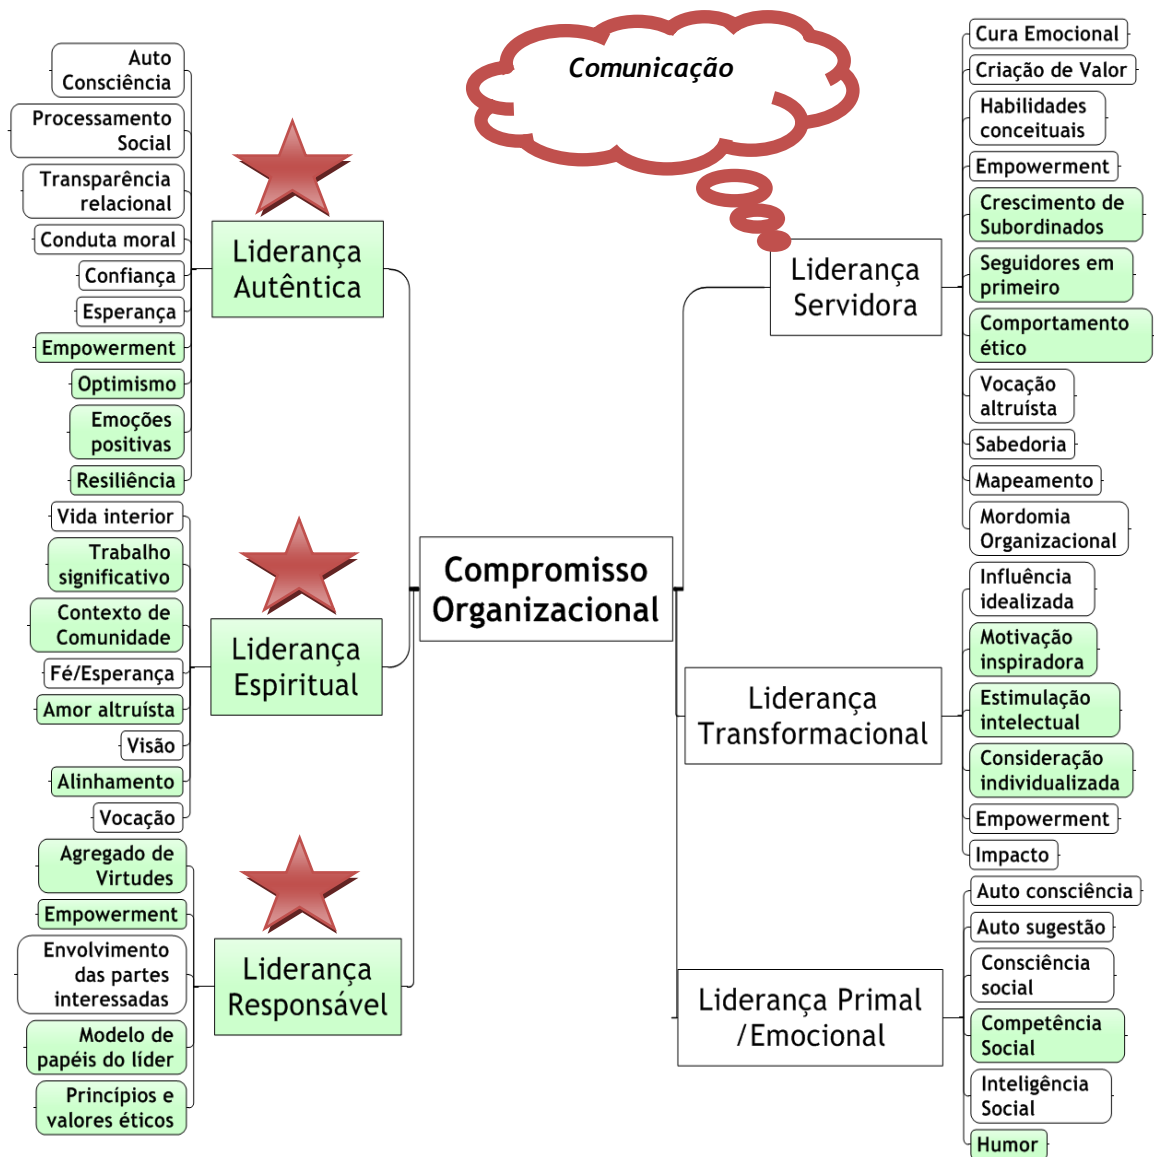 Auto
Consciência
Processamento
Social
Transparência
relacional
Conduta moral
Confiança
Esperança
Empowerment
Optimismo
Emoções
positivas
Resiliência
Liderança
Autêntica
Vida interior
Trabalho
significativo
Contexto de
Comunidade
Fé/Esperança
Amor altruísta
Visão
Alinhamento
Vocação
Liderança
Espiritual
Agregado de
Virtudes
Empowerment
Envolvimento
das partes
interessadas
Modelo de
papéis do líder
Princípios e
valores éticos
Liderança
Responsável
Compromisso
Organizacional
Comunicação
Liderança
Servidora
Cura Emocional
Criação de Valor
Habilidades
conceituais
Empowerment
Crescimento de
Subordinados
Seguidores em
primeiro
Comportamento
ético
Vocação
altruísta
Sabedoria
Mapeamento
Mordomia
Organizacional
Liderança
Transformacional
Influência
idealizada
Motivação
inspiradora
Estimulação
intelectual
Consideração
individualizada
Empowerment
Impacto
Liderança Primal
/Emocional
Auto consciência
Auto sugestão
Consciência
social
Competência
Social
Inteligência
Social
Humor